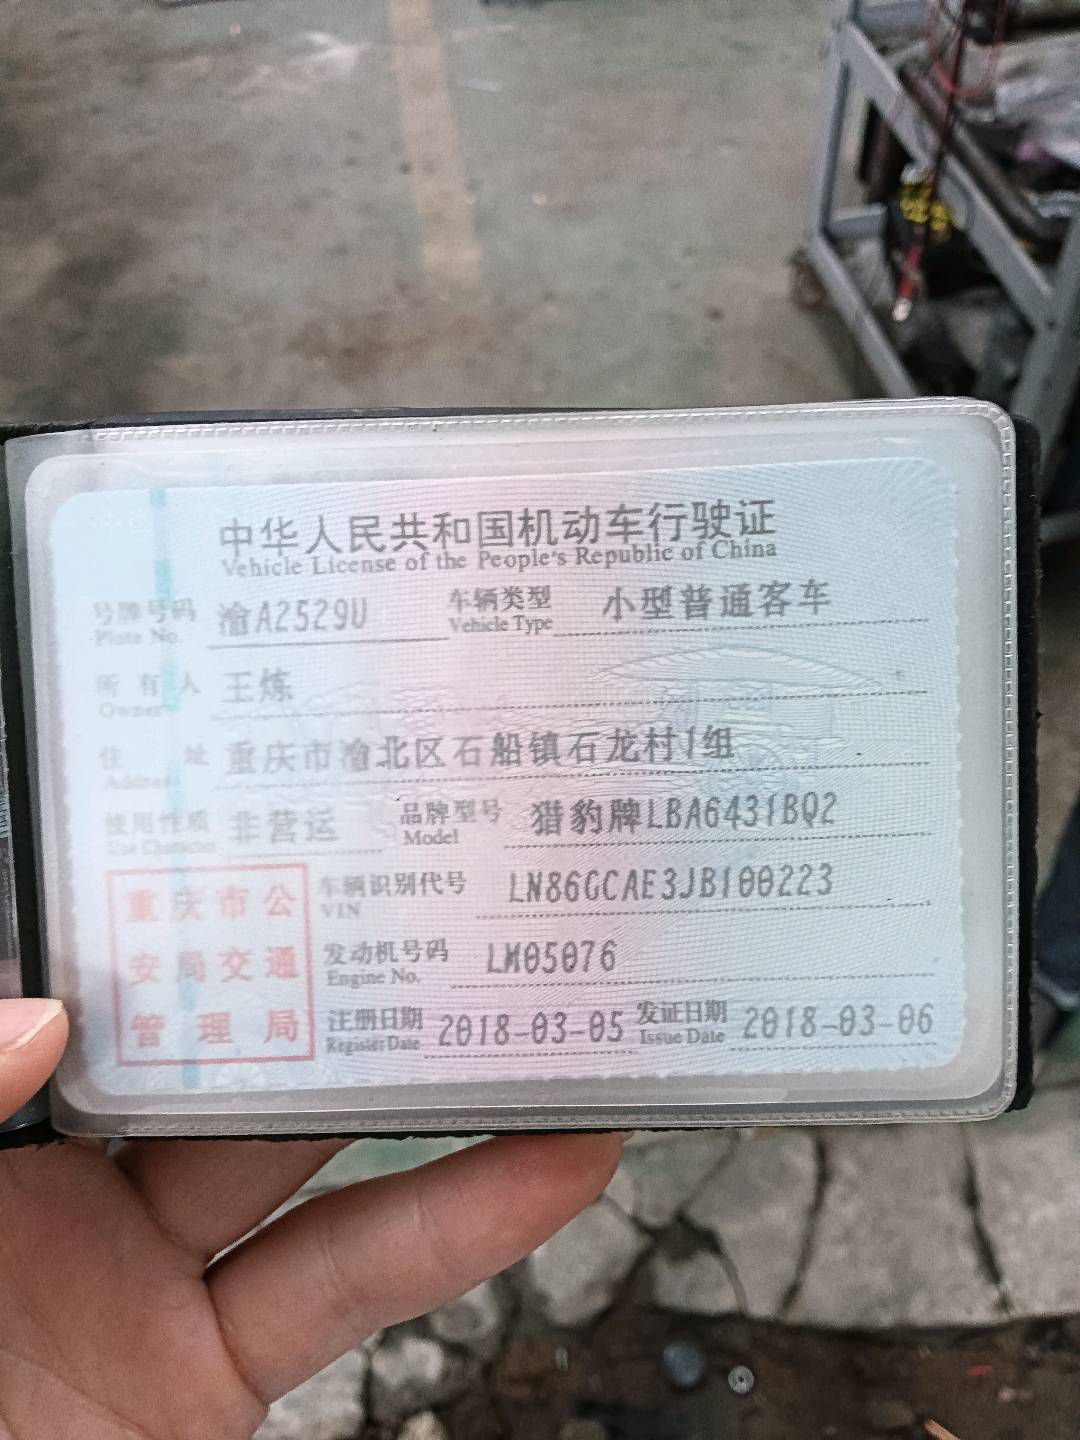 中华人民共和国机动车行驶证
Vehicle License of the People's Republic of China
号牌号码 渝A2529U 车辆类型 小型普通客车
Plate No. Vehicle Type
所有人 王炼
Owner
住址 重庆市渝北区石船镇石龙村1组
Address
使用性质 非营运 品牌型号 猎豹牌LBA6431BQ2
Use Character Model
车辆识别代号 LN86GCAE3JB100223
VIN
发动机号码 LM05076
Engine No.
注册日期 2018-03-05 发证日期 2018-03-06
Register Date Issue Date
重庆市公
安局交通
管理局